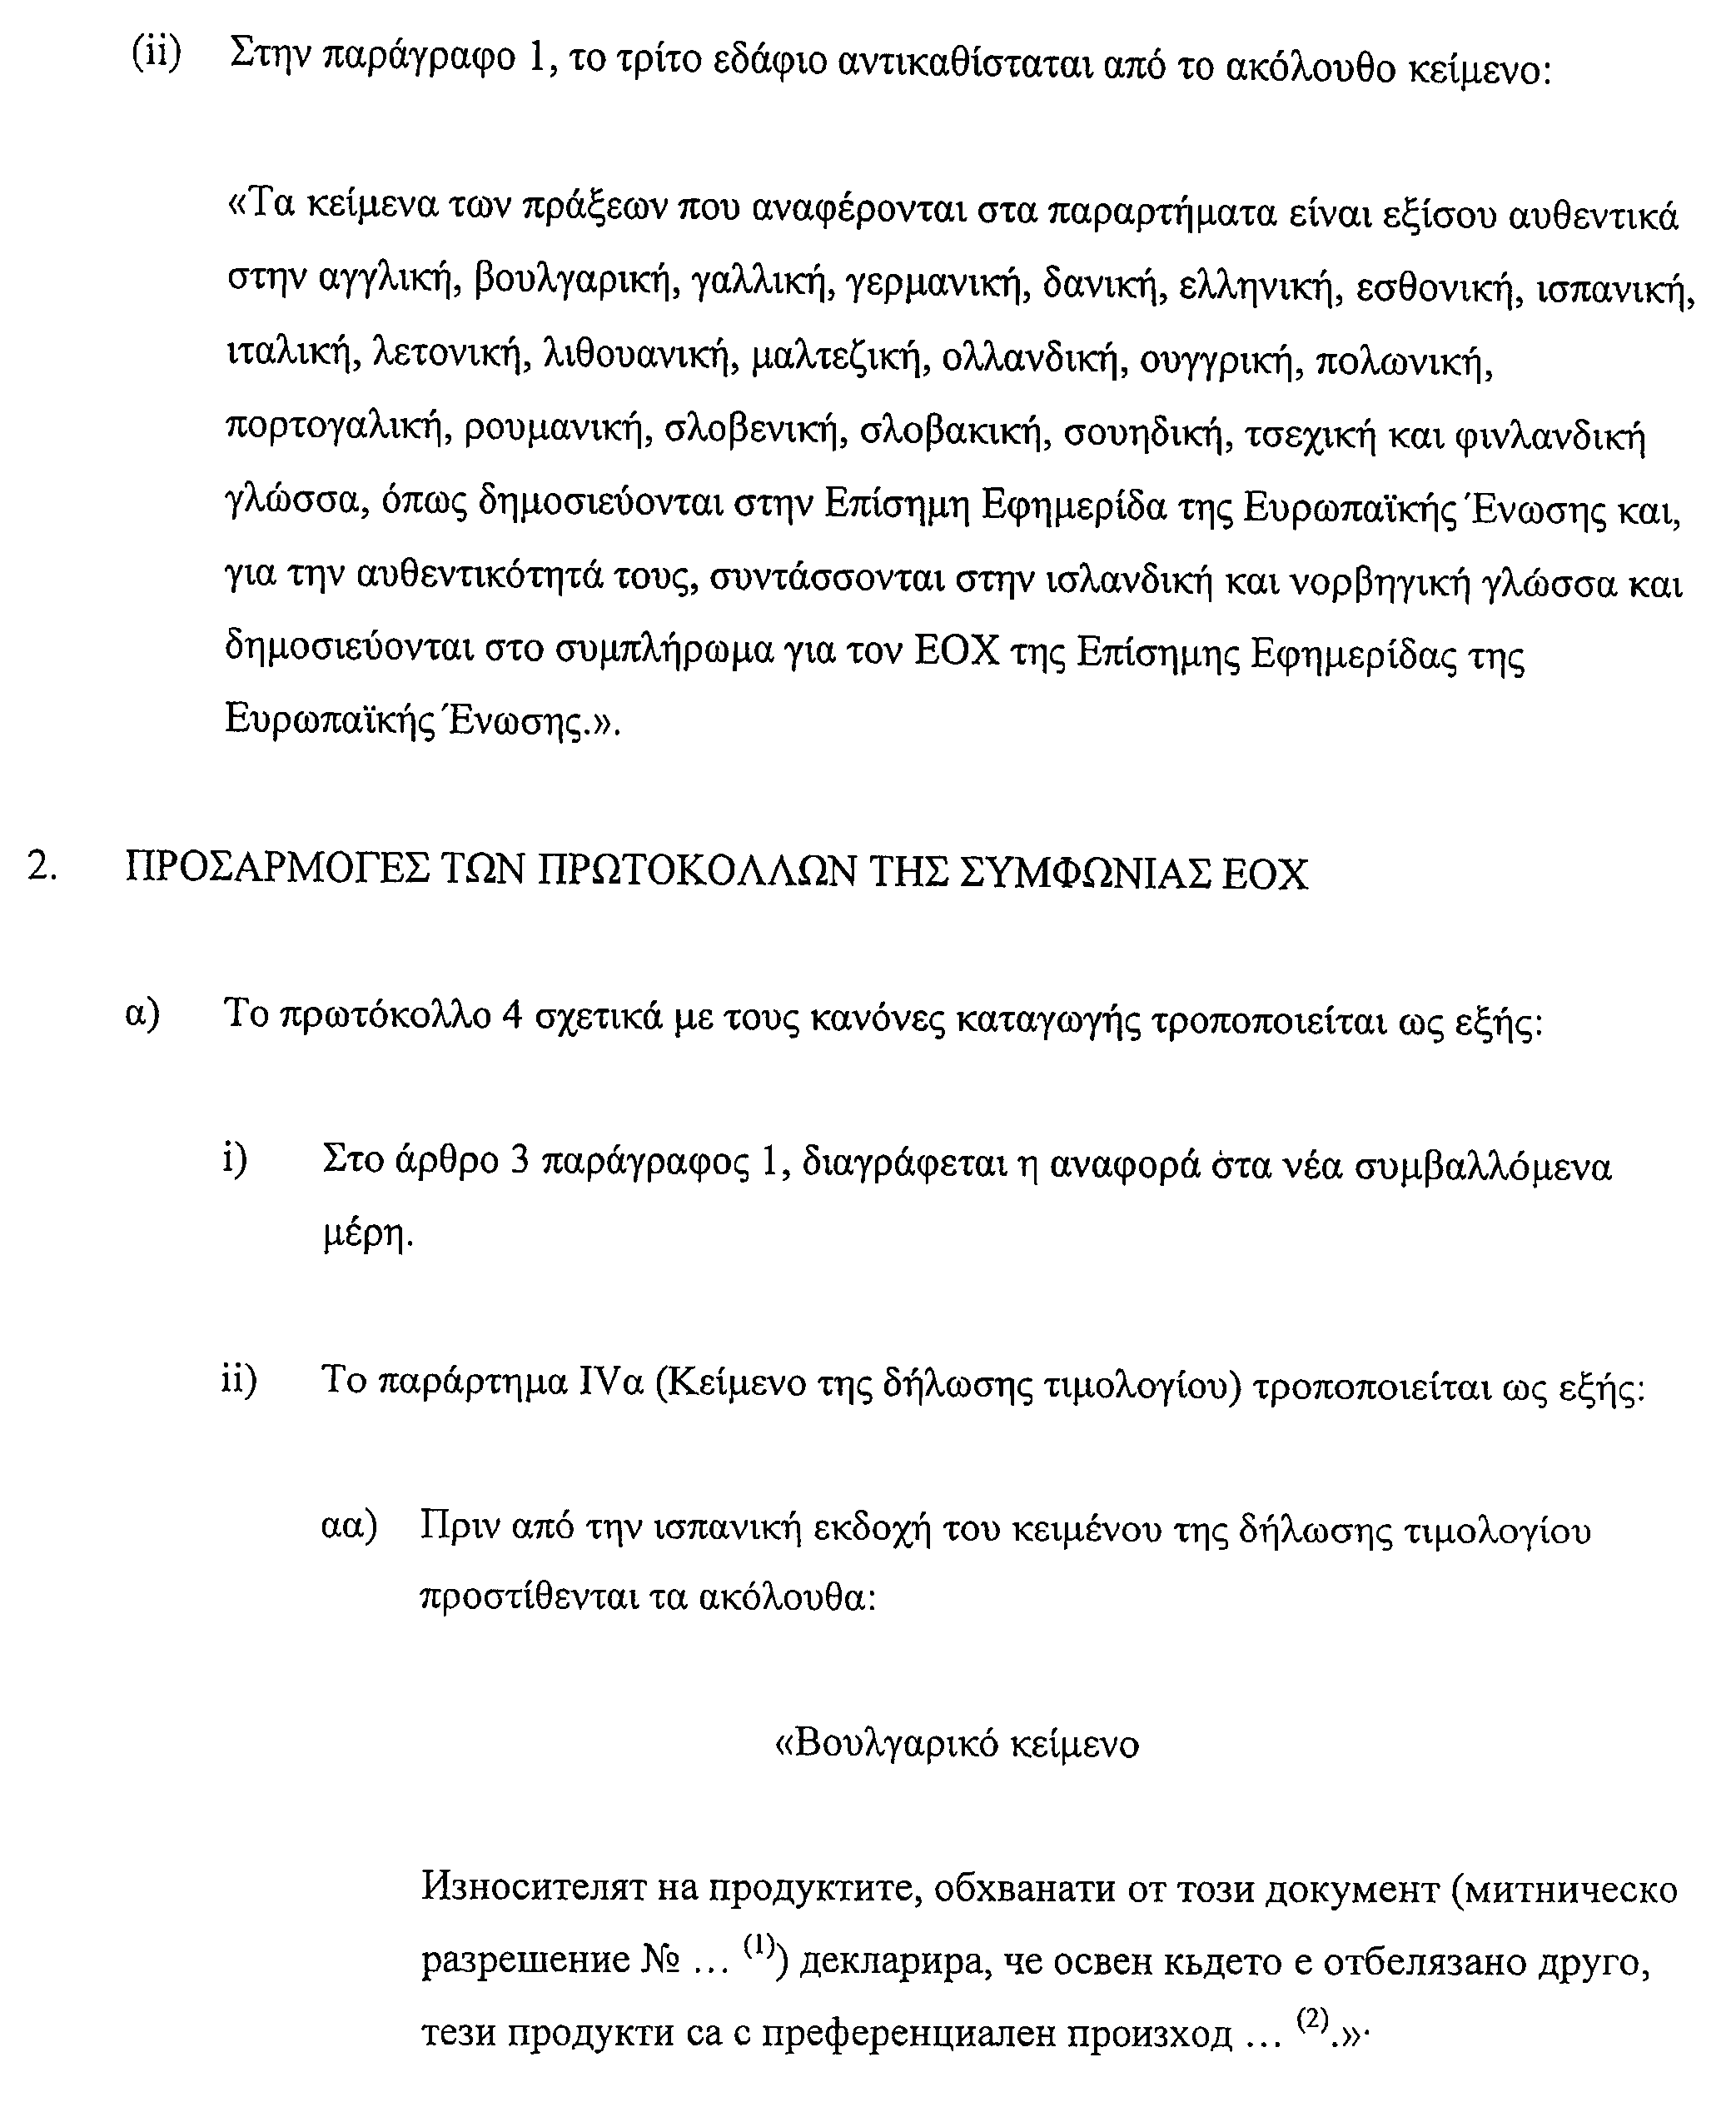 (ii) Στην παράγραφο 1, το τρίτο εδάφιο αντικαθίσταται από το ακόλουθο κείμενο:
«Τα κείμενα των πράξεων που αναφέρονται στα παραρτήματα είναι εξίσου αυθεντικά
στην αγγλική, βουλγαρική, γαλλική, γερμανική, δανική, ελληνική, εσθονική, ισπανική,
ιταλική, λετονική, λιθουανική, μαλτεζική, ολλανδική, ουγγρική, πολωνική,
πορτογαλική, ρουμανική, σλοβενική, σλοβακική, σουηδική, τσεχική και φινλανδική
γλώσσα, όπως δημοσιεύονται στην Επίσημη Εφημερίδα της Ευρωπαϊκής Ένωσης και,
για την αυθεντικότητά τους, συντάσσονται στην ισλανδική και νορβηγική γλώσσα και
δημοσιεύονται στο συμπλήρωμα για τον ΕΟΧ της Επίσημης Εφημερίδας της
Ευρωπαϊκής Ένωσης.».
2. ΠΡΟΣΑΡΜΟΓΕΣ ΤΩΝ ΠΡΩΤΟΚΟΛΛΩΝ ΤΗΣ ΣΥΜΦΩΝΙΑΣ ΕΟΧ
α) Το πρωτόκολλο 4 σχετικά με τους κανόνες καταγωγής τροποποιείται ως εξής:
i) Στο άρθρο 3 παράγραφος 1, διαγράφεται η αναφορά στα νέα συμβαλλόμενα
μέρη.
ii) Το παράρτημα IVα (Κείμενο της δήλωσης τιμολογίου) τροποποιείται ως εξής:
αα) Πριν από την ισπανική εκδοχή του κειμένου της δήλωσης τιμολογίου
προστίθενται τα ακόλουθα:
«Βουλγαρικό κείμενο
Износителят на продуктите, обхванати от този документ (митническо
разрешение № … (1)) декларира, че освен кьдето е отбелязано друго,
тези продукти са с преференциален произход … (2).»·